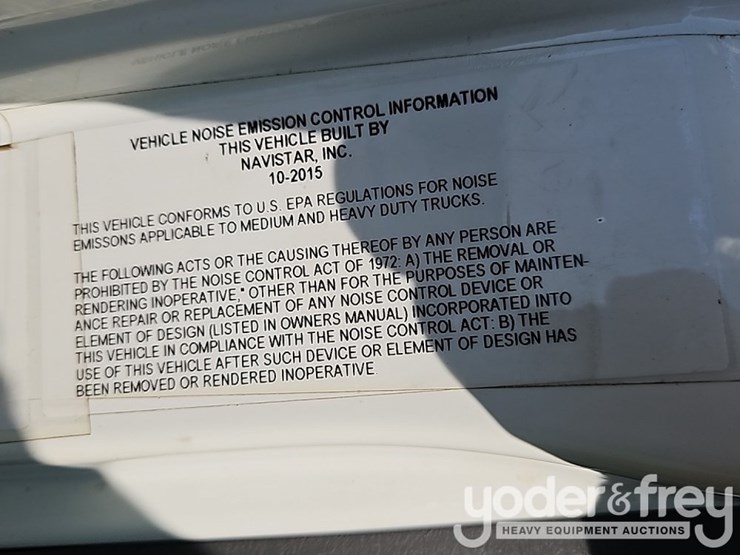 VEHICLE NOISE EMISSION CONTROL INFORMATION
THIS VEHICLE BUILT BY
NAVISTAR, INC.
10-2015
THIS VEHICLE CONFORMS TO U.S. EPA REGULATIONS FOR NOISE
EMISSONS APPLICABLE TO MEDIUM AND HEAVY DUTY TRUCKS.
THE FOLLOWING ACTS OR THE CAUSING THEREOF BY ANY PERSON ARE
PROHIBITED BY THE NOISE CONTROL ACT OF 1972: A) THE REMOVAL OR
RENDERING INOPERATIVE," OTHER THAN FOR THE PURPOSES OF MAINTEN-
ANCE REPAIR OR REPLACEMENT OF ANY NOISE CONTROL DEVICE OR
ELEMENT OF DESIGN (LISTED IN OWNERS MANUAL) INCORPORATED INTO
THIS VEHICLE IN COMPLIANCE WITH THE NOISE CONTROL ACT: B) THE
USE OF THIS VEHICLE AFTER SUCH DEVICE OR ELEMENT OF DESIGN HAS
BEEN REMOVED OR RENDERED INOPERATIVE
yoder&frey
HEAVY EQUIPMENT AUCTIONS